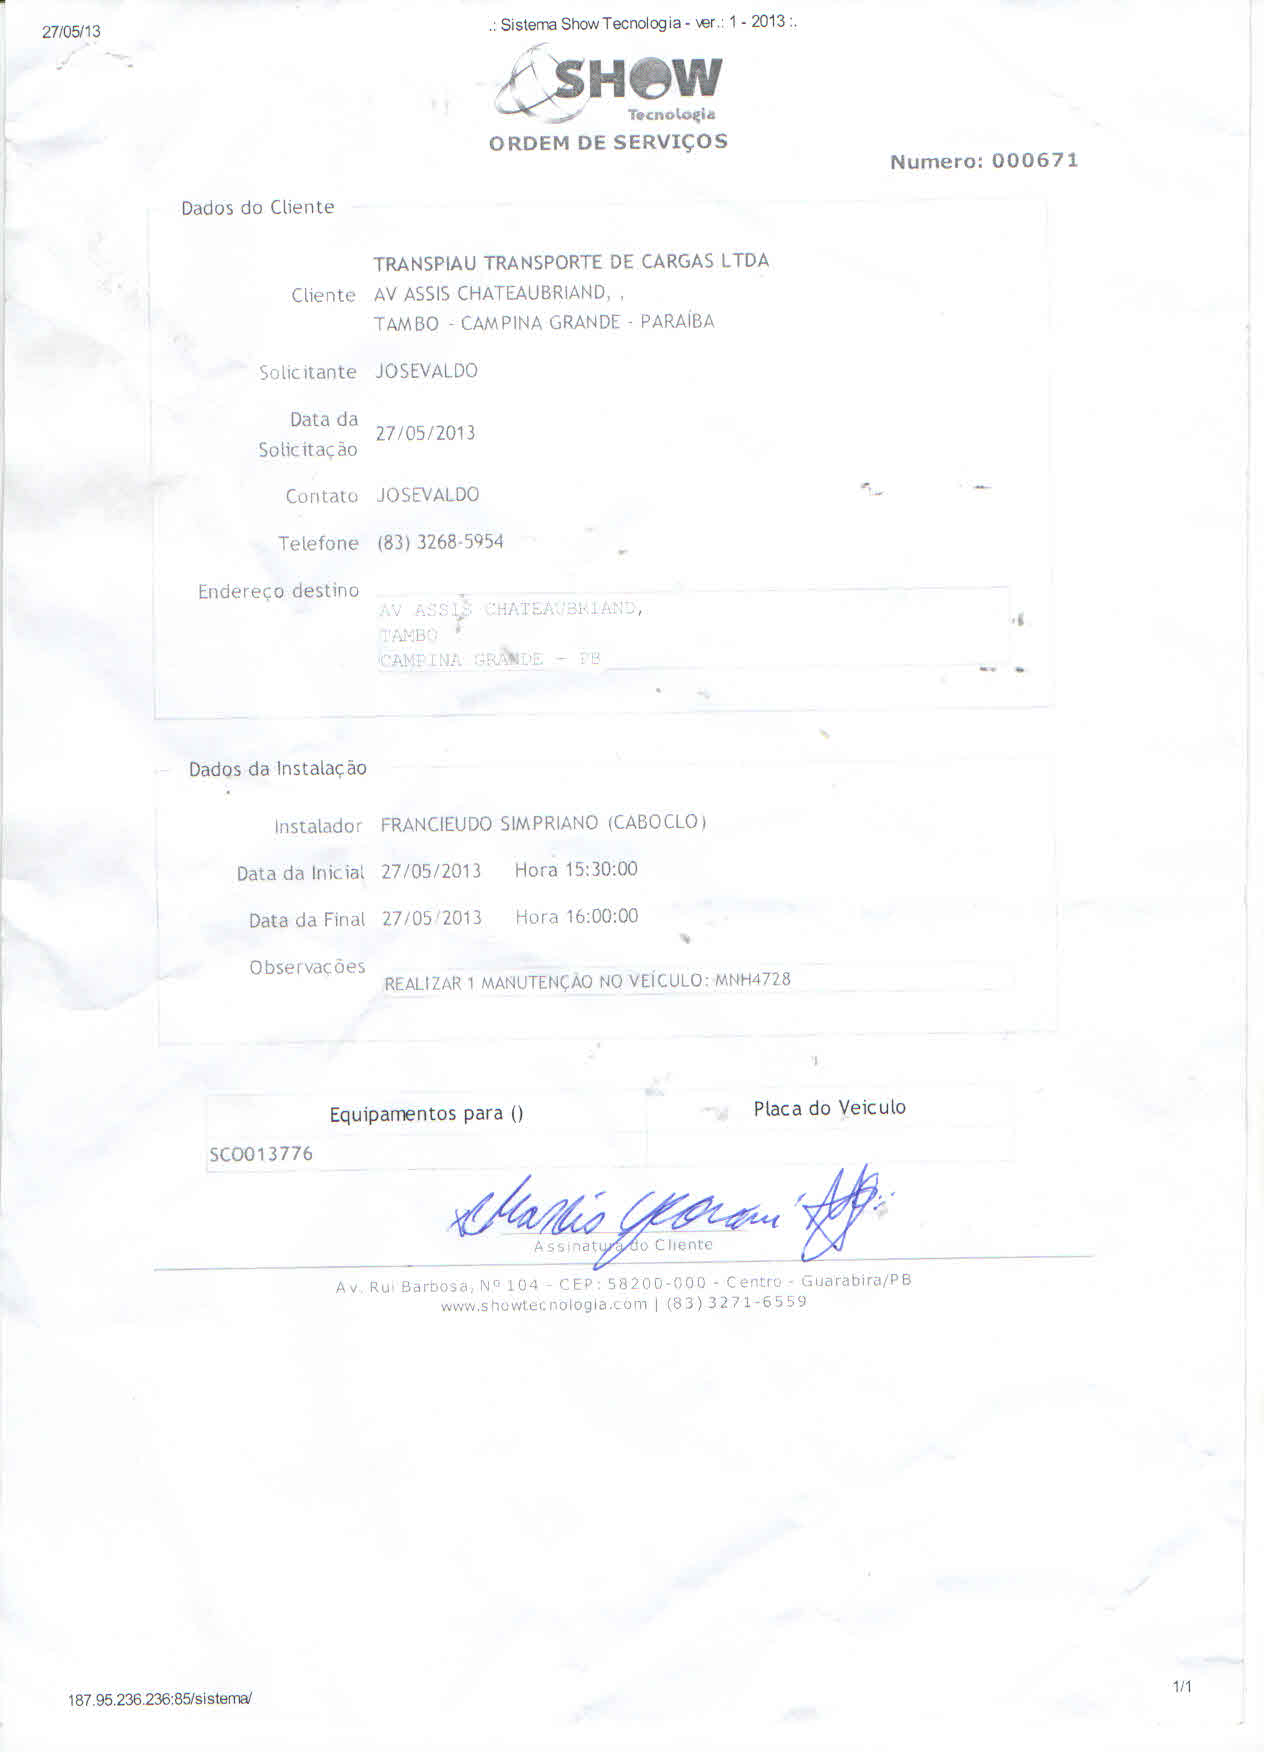 27/05/13
.: Sistema Show Tecnologia - ver.: 1 - 2013 :.
SHOW
Tecnologia
ORDEM DE SERVIÇOS
Numero: 000671
Dados do Cliente
TRANSPIAU TRANSPORTE DE CARGAS LTDA
Cliente AV ASSIS CHATEAUBRIAND, ,
TAMBO - CAMPINA GRANDE - PARAÍBA
Solicitante JOSEVALDO
Data da Solicitação 27/05/2013
Contato JOSEVALDO
Telefone (83) 3268-5954
Endereço destino
AV ASSIS CHATEAUBRIAND,
TAMBO
CAMPINA GRANDE - PB
Dados da Instalação
Instalador FRANCIEUDO SIMPRIANO (CABOCLO)
Data da Inicial 27/05/2013 Hora 15:30:00
Data da Final 27/05/2013 Hora 16:00:00
Observações
REALIZAR 1 MANUTENÇÃO NO VEÍCULO: MNH4728
Equipamentos para () Placa do Veiculo
SCO013776
Assinatura do Cliente
Av. Rui Barbosa, Nº 104 - CEP: 58200-000 - Centro - Guarabira/PB
www.showtecnologia.com | (83) 3271-6559
187.95.236.236:85/sistema/
1/1